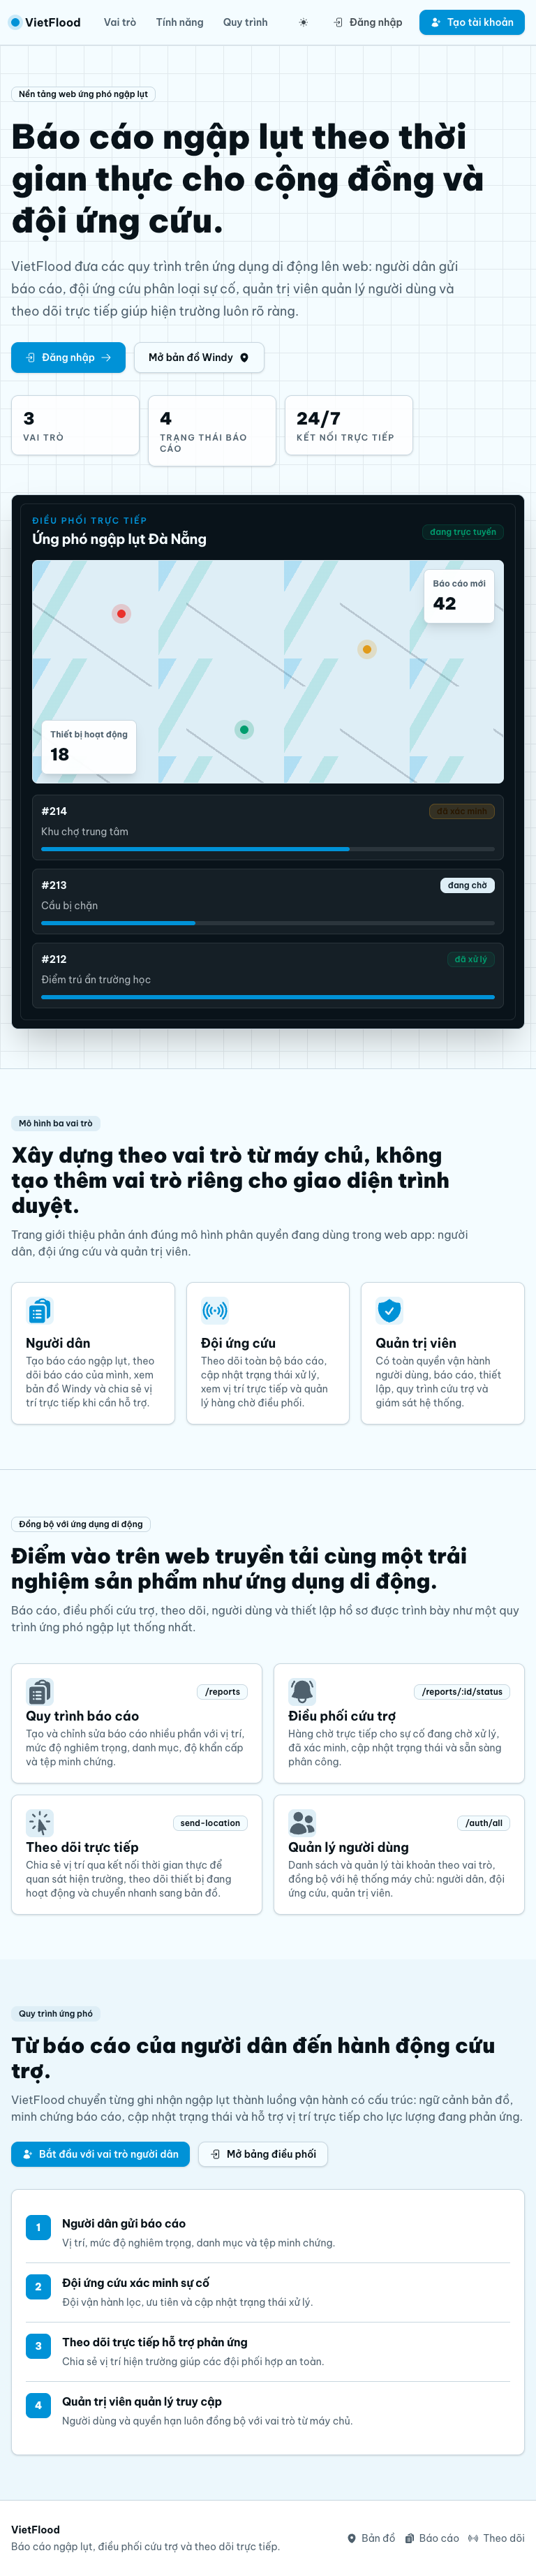 VietFlood
Vai trò
Tính năng
Quy trình
Đăng nhập
Tạo tài khoản
Nền tảng web ứng phó ngập lụt
Báo cáo ngập lụt theo thời
gian thực cho cộng đồng và
đội ứng cứu.
VietFlood đưa các quy trình trên ứng dụng di động lên web: người dân gửi
báo cáo, đội ứng cứu phân loại sự cố, quản trị viên quản lý người dùng và
theo dõi trực tiếp giúp hiện trường luôn rõ ràng.
Đăng nhập
Mở bản đồ Windy
3
VAI TRÒ
4
TRẠNG THÁI BÁO
CÁO
24/7
KẾT NỐI TRỰC TIẾP
ĐIỀU PHỐI TRỰC TIẾP
Ứng phó ngập lụt Đà Nẵng
đang trực tuyến
Báo cáo mới
42
Thiết bị hoạt động
18
#214
đã xác minh
Khu chợ trung tâm
#213
đang chờ
Cầu bị chặn
#212
đã xử lý
Điểm trú ẩn trường học
Mô hình ba vai trò
Xây dựng theo vai trò từ máy chủ, không
tạo thêm vai trò riêng cho giao diện trình
duyệt.
Trang giới thiệu phản ánh đúng mô hình phân quyền đang dùng trong web app: người
dân, đội ứng cứu và quản trị viên.
Người dân
Tạo báo cáo ngập lụt, theo
dõi báo cáo của mình, xem
bản đồ Windy và chia sẻ vị
trí trực tiếp khi cần hỗ trợ.
Đội ứng cứu
Theo dõi toàn bộ báo cáo,
cập nhật trạng thái xử lý,
xem vị trí trực tiếp và quản
lý hàng chờ điều phối.
Quản trị viên
Có toàn quyền vận hành
người dùng, báo cáo, thiết
lập, quy trình cứu trợ và
giám sát hệ thống.
Đồng bộ với ứng dụng di động
Điểm vào trên web truyền tải cùng một trải
nghiệm sản phẩm như ứng dụng di động.
Báo cáo, điều phối cứu trợ, theo dõi, người dùng và thiết lập hồ sơ được trình bày như một quy
trình ứng phó ngập lụt thống nhất.
/reports
Quy trình báo cáo
Tạo và chỉnh sửa báo cáo nhiều phần với vị trí,
mức độ nghiêm trọng, danh mục, độ khẩn cấp
và tệp minh chứng.
/reports/:id/status
Điều phối cứu trợ
Hàng chờ trực tiếp cho sự cố đang chờ xử lý,
đã xác minh, cập nhật trạng thái và sẵn sàng
phân công.
send-location
Theo dõi trực tiếp
Chia sẻ vị trí qua kết nối thời gian thực để
quan sát hiện trường, theo dõi thiết bị đang
hoạt động và chuyển nhanh sang bản đồ.
/auth/all
Quản lý người dùng
Danh sách và quản lý tài khoản theo vai trò,
đồng bộ với hệ thống máy chủ: người dân, đội
ứng cứu, quản trị viên.
Quy trình ứng phó
Từ báo cáo của người dân đến hành động cứu
trợ.
VietFlood chuyển từng ghi nhận ngập lụt thành luồng vận hành có cấu trúc: ngữ cảnh bản đồ,
minh chứng báo cáo, cập nhật trạng thái và hỗ trợ vị trí trực tiếp cho lực lượng đang phản ứng.
Bắt đầu với vai trò người dân
Mở bảng điều phối
1
Người dân gửi báo cáo
Vị trí, mức độ nghiêm trọng, danh mục và tệp minh chứng.
2
Đội ứng cứu xác minh sự cố
Đội vận hành lọc, ưu tiên và cập nhật trạng thái xử lý.
3
Theo dõi trực tiếp hỗ trợ phản ứng
Chia sẻ vị trí hiện trường giúp các đội phối hợp an toàn.
4
Quản trị viên quản lý truy cập
Người dùng và quyền hạn luôn đồng bộ với vai trò từ máy chủ.
VietFlood
Báo cáo ngập lụt, điều phối cứu trợ và theo dõi trực tiếp.
Bản đồ
Báo cáo
Theo dõi